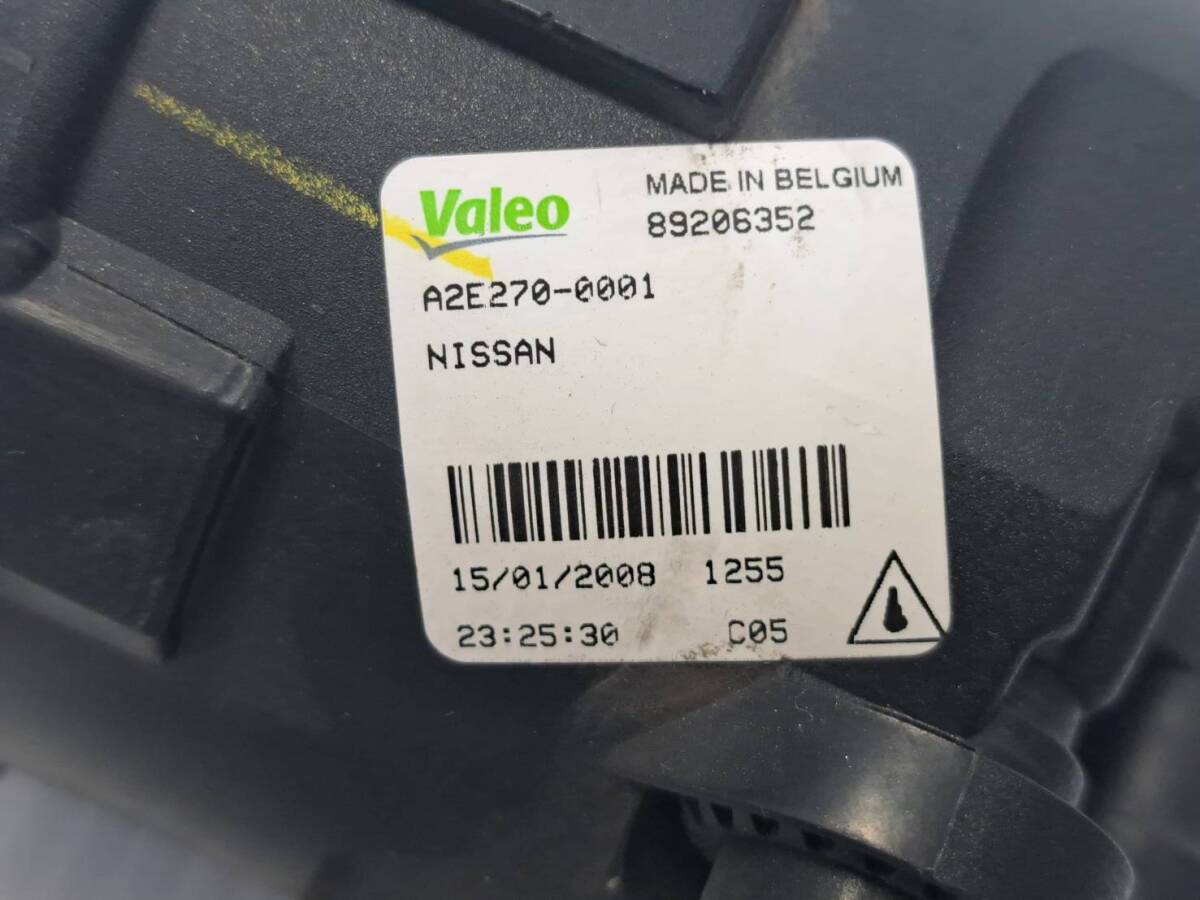 Valeo
MADE IN BELGIUM
89206352
A2E270-0001
NISSAN
15/01/2008 1255
23:25:30 C05